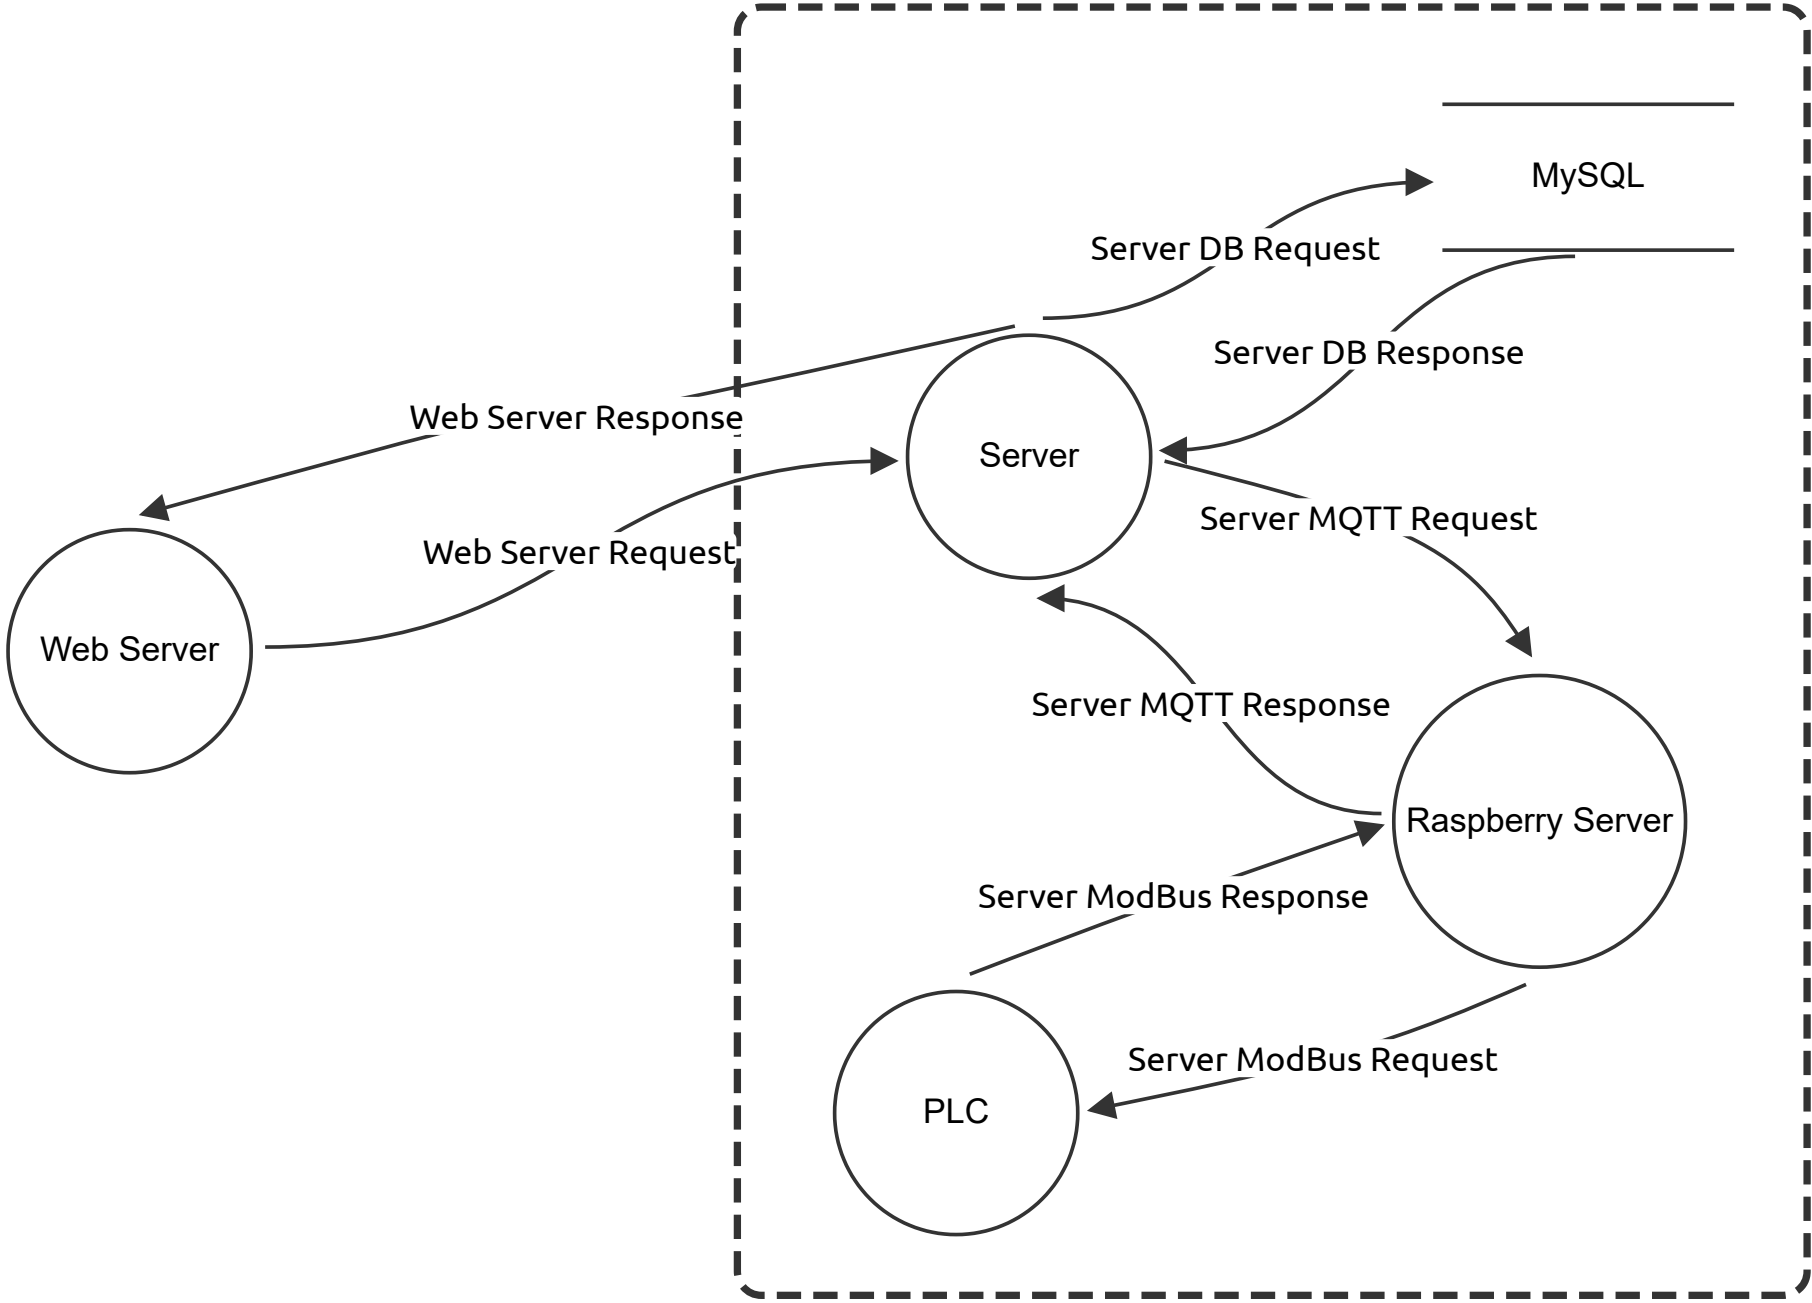 MySQL
Server DB Request
Server DB Response
Web Server Response
Server
Server MQTT Request
Web Server Request
Web Server
Server MQTT Response
Raspberry Server
Server ModBus Response
Server ModBus Request
PLC